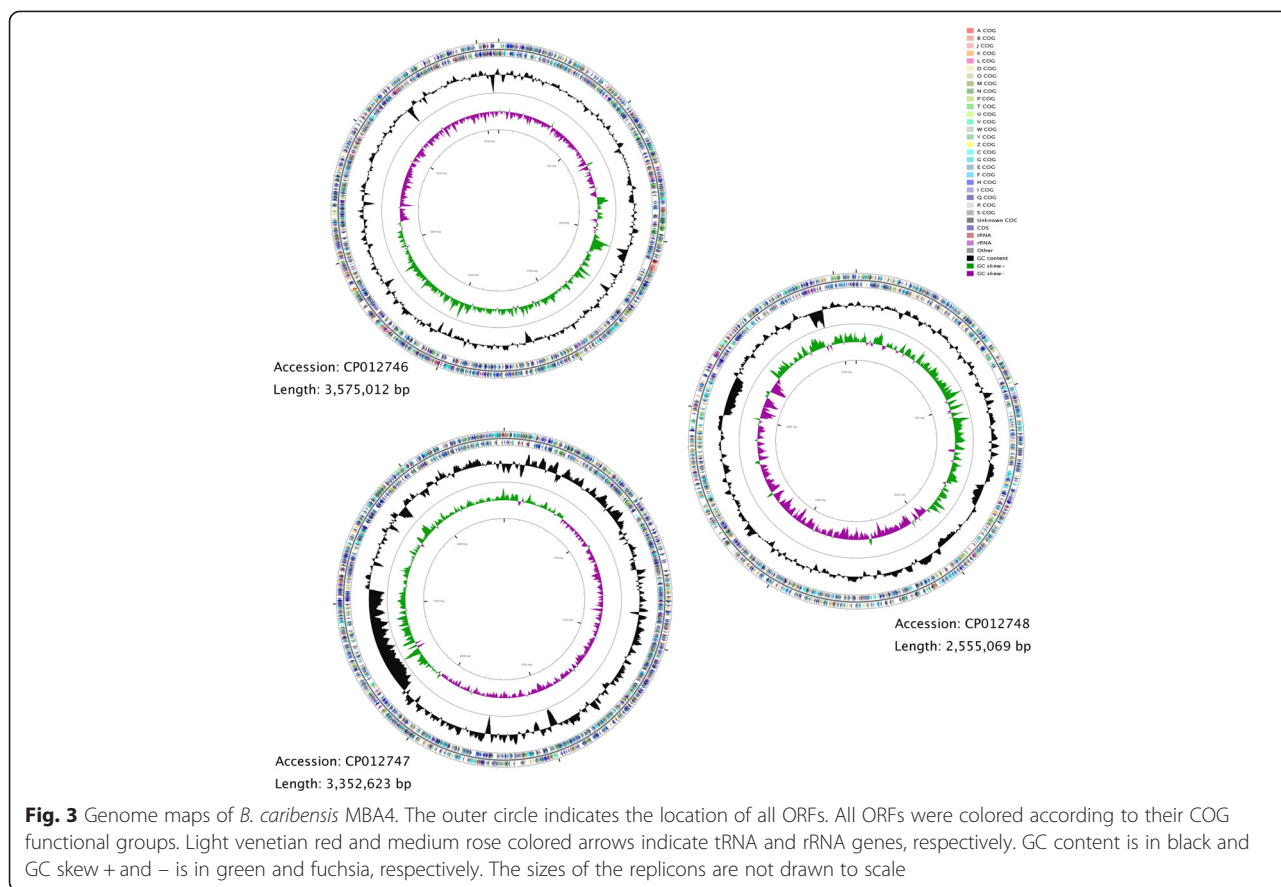 A COG
B COG
J COG
K COG
L COG
D COG
O COG
M COG
N COG
P COG
T COG
U COG
V COG
W COG
Y COG
Z COG
C COG
G COG
E COG
F COG
H COG
I COG
Q COG
R COG
S COG
Unknown COC
CDS
tRNA
rRNA
Other
GC content
GC skew+
GC skew-
Accession: CP012746
Length: 3,575,012 bp
Accession: CP012748
Length: 2,555,069 bp
Accession: CP012747
Length: 3,352,623 bp
Fig. 3 Genome maps of B. caribensis MBA4. The outer circle indicates the location of all ORFs. All ORFs were colored according to their COG
functional groups. Light venetian red and medium rose colored arrows indicate tRNA and rRNA genes, respectively. GC content is in black and
GC skew + and – is in green and fuchsia, respectively. The sizes of the replicons are not drawn to scale